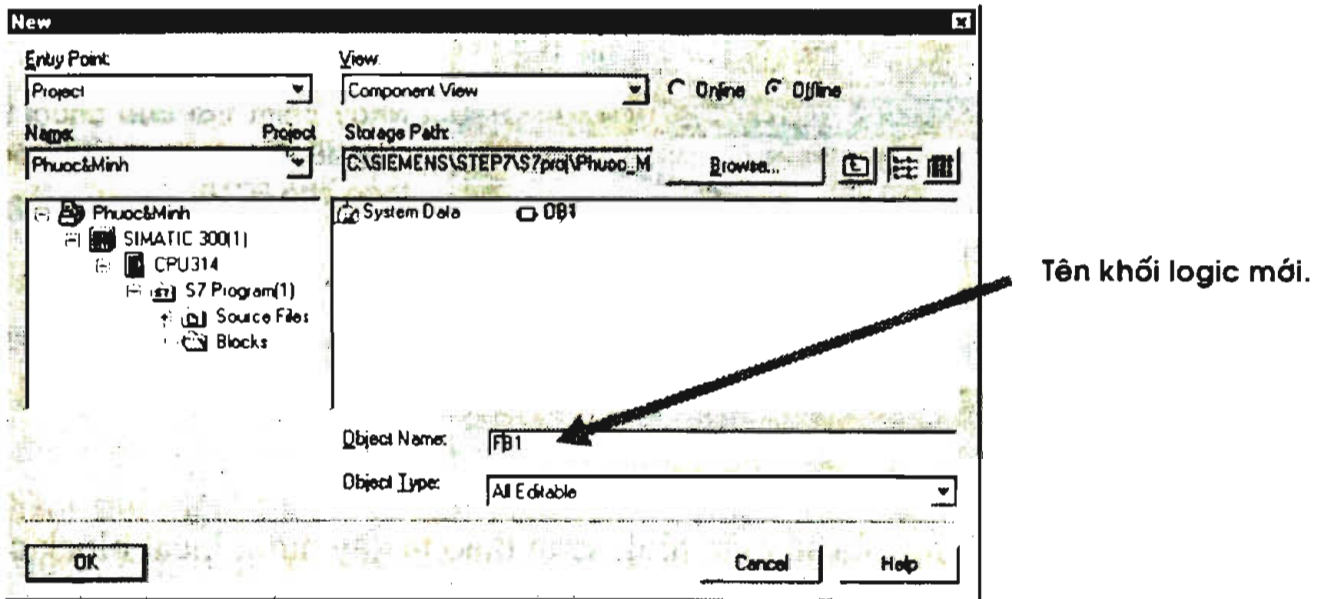 New
Entry Point:
View:
Project
Component View
Online
Offline
Name:
Project
Storage Path:
Phuoc&Minh
C:\SIEMENS\STEP7\S7proj\Phuoc_M
Browse...
Phuoc&Minh
SIMATIC 300(1)
CPU314
S7 Program(1)
Source Files
Blocks
System Data
OB1
Tên khối logic mới.
Object Name:
FB1
Object Type:
All Editable
OK
Cancel
Help